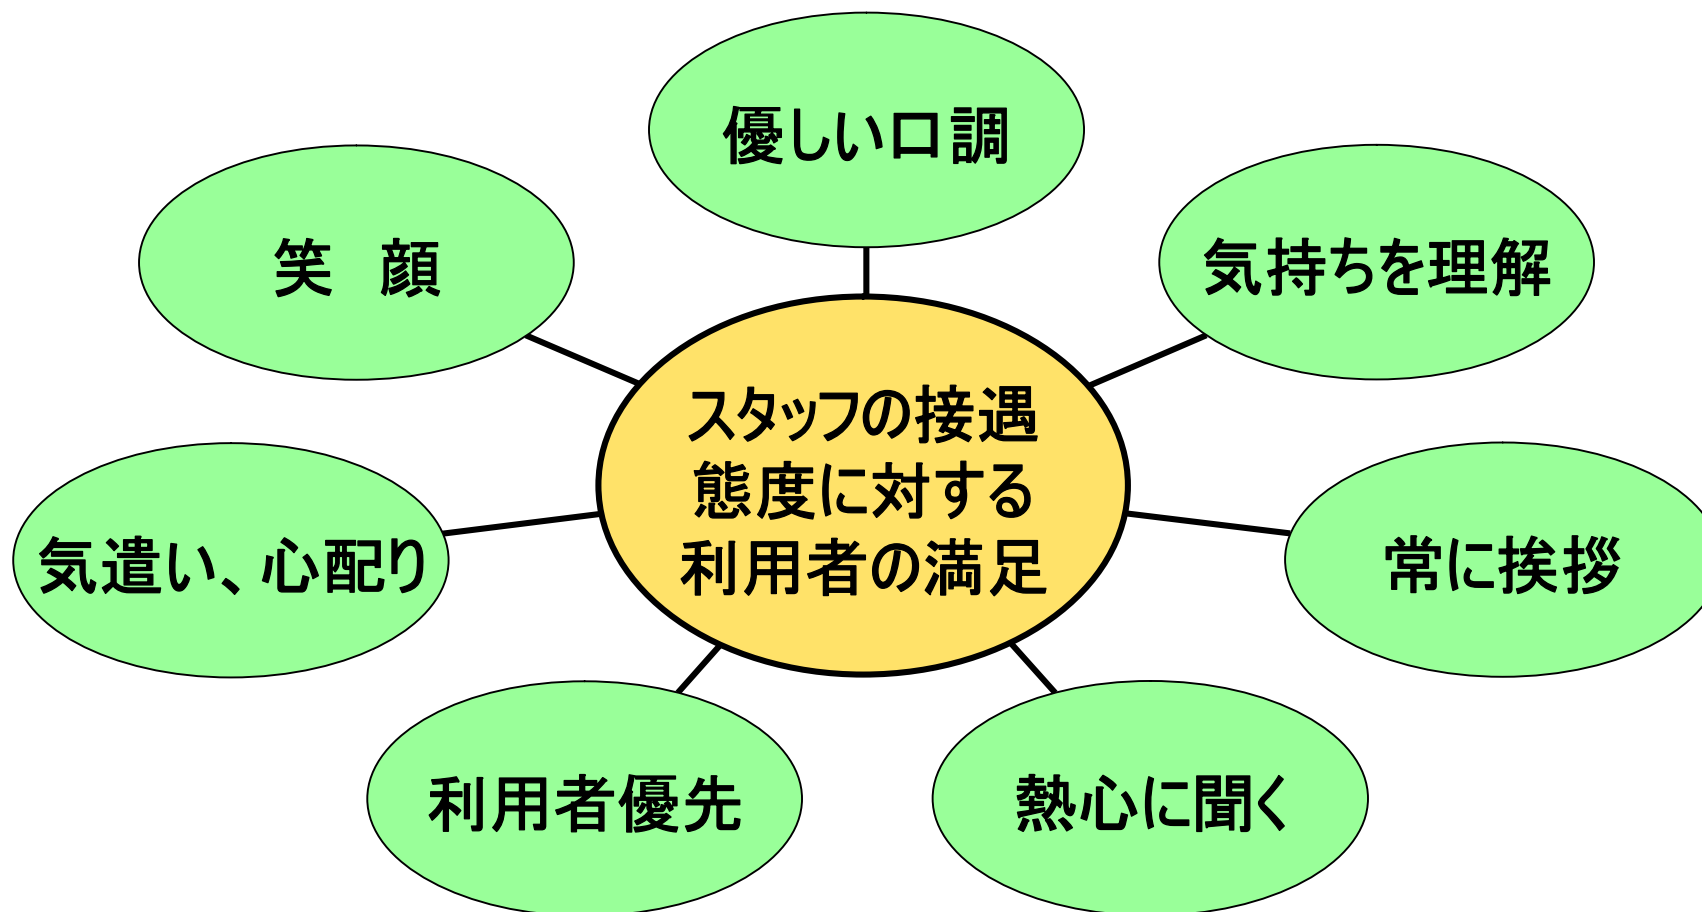 優しい口調
笑　顔
気持ちを理解
スタッフの接遇
態度に対する
利用者の満足
気遣い、心配り
常に挨拶
利用者優先
熱心に聞く